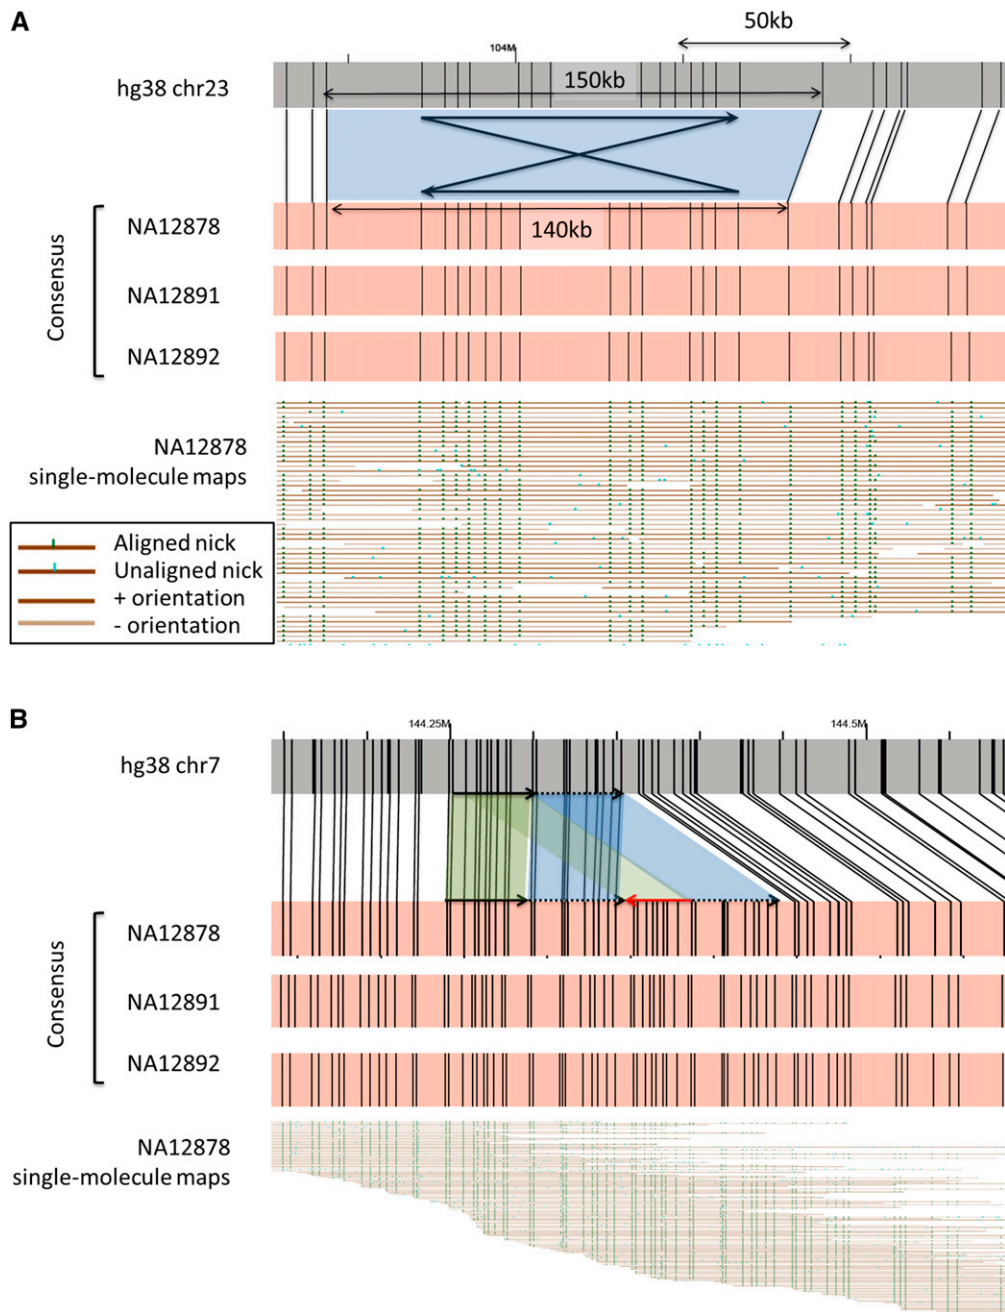 A
50kb
104M
hg38 chr23
150kb
NA12878
140kb
Consensus
NA12891
NA12892
NA12878
single-molecule maps
Aligned nick
Unaligned nick
+ orientation
- orientation
B
144.25M
144.5M
hg38 chr7
NA12878
Consensus
NA12891
NA12892
NA12878
single-molecule maps